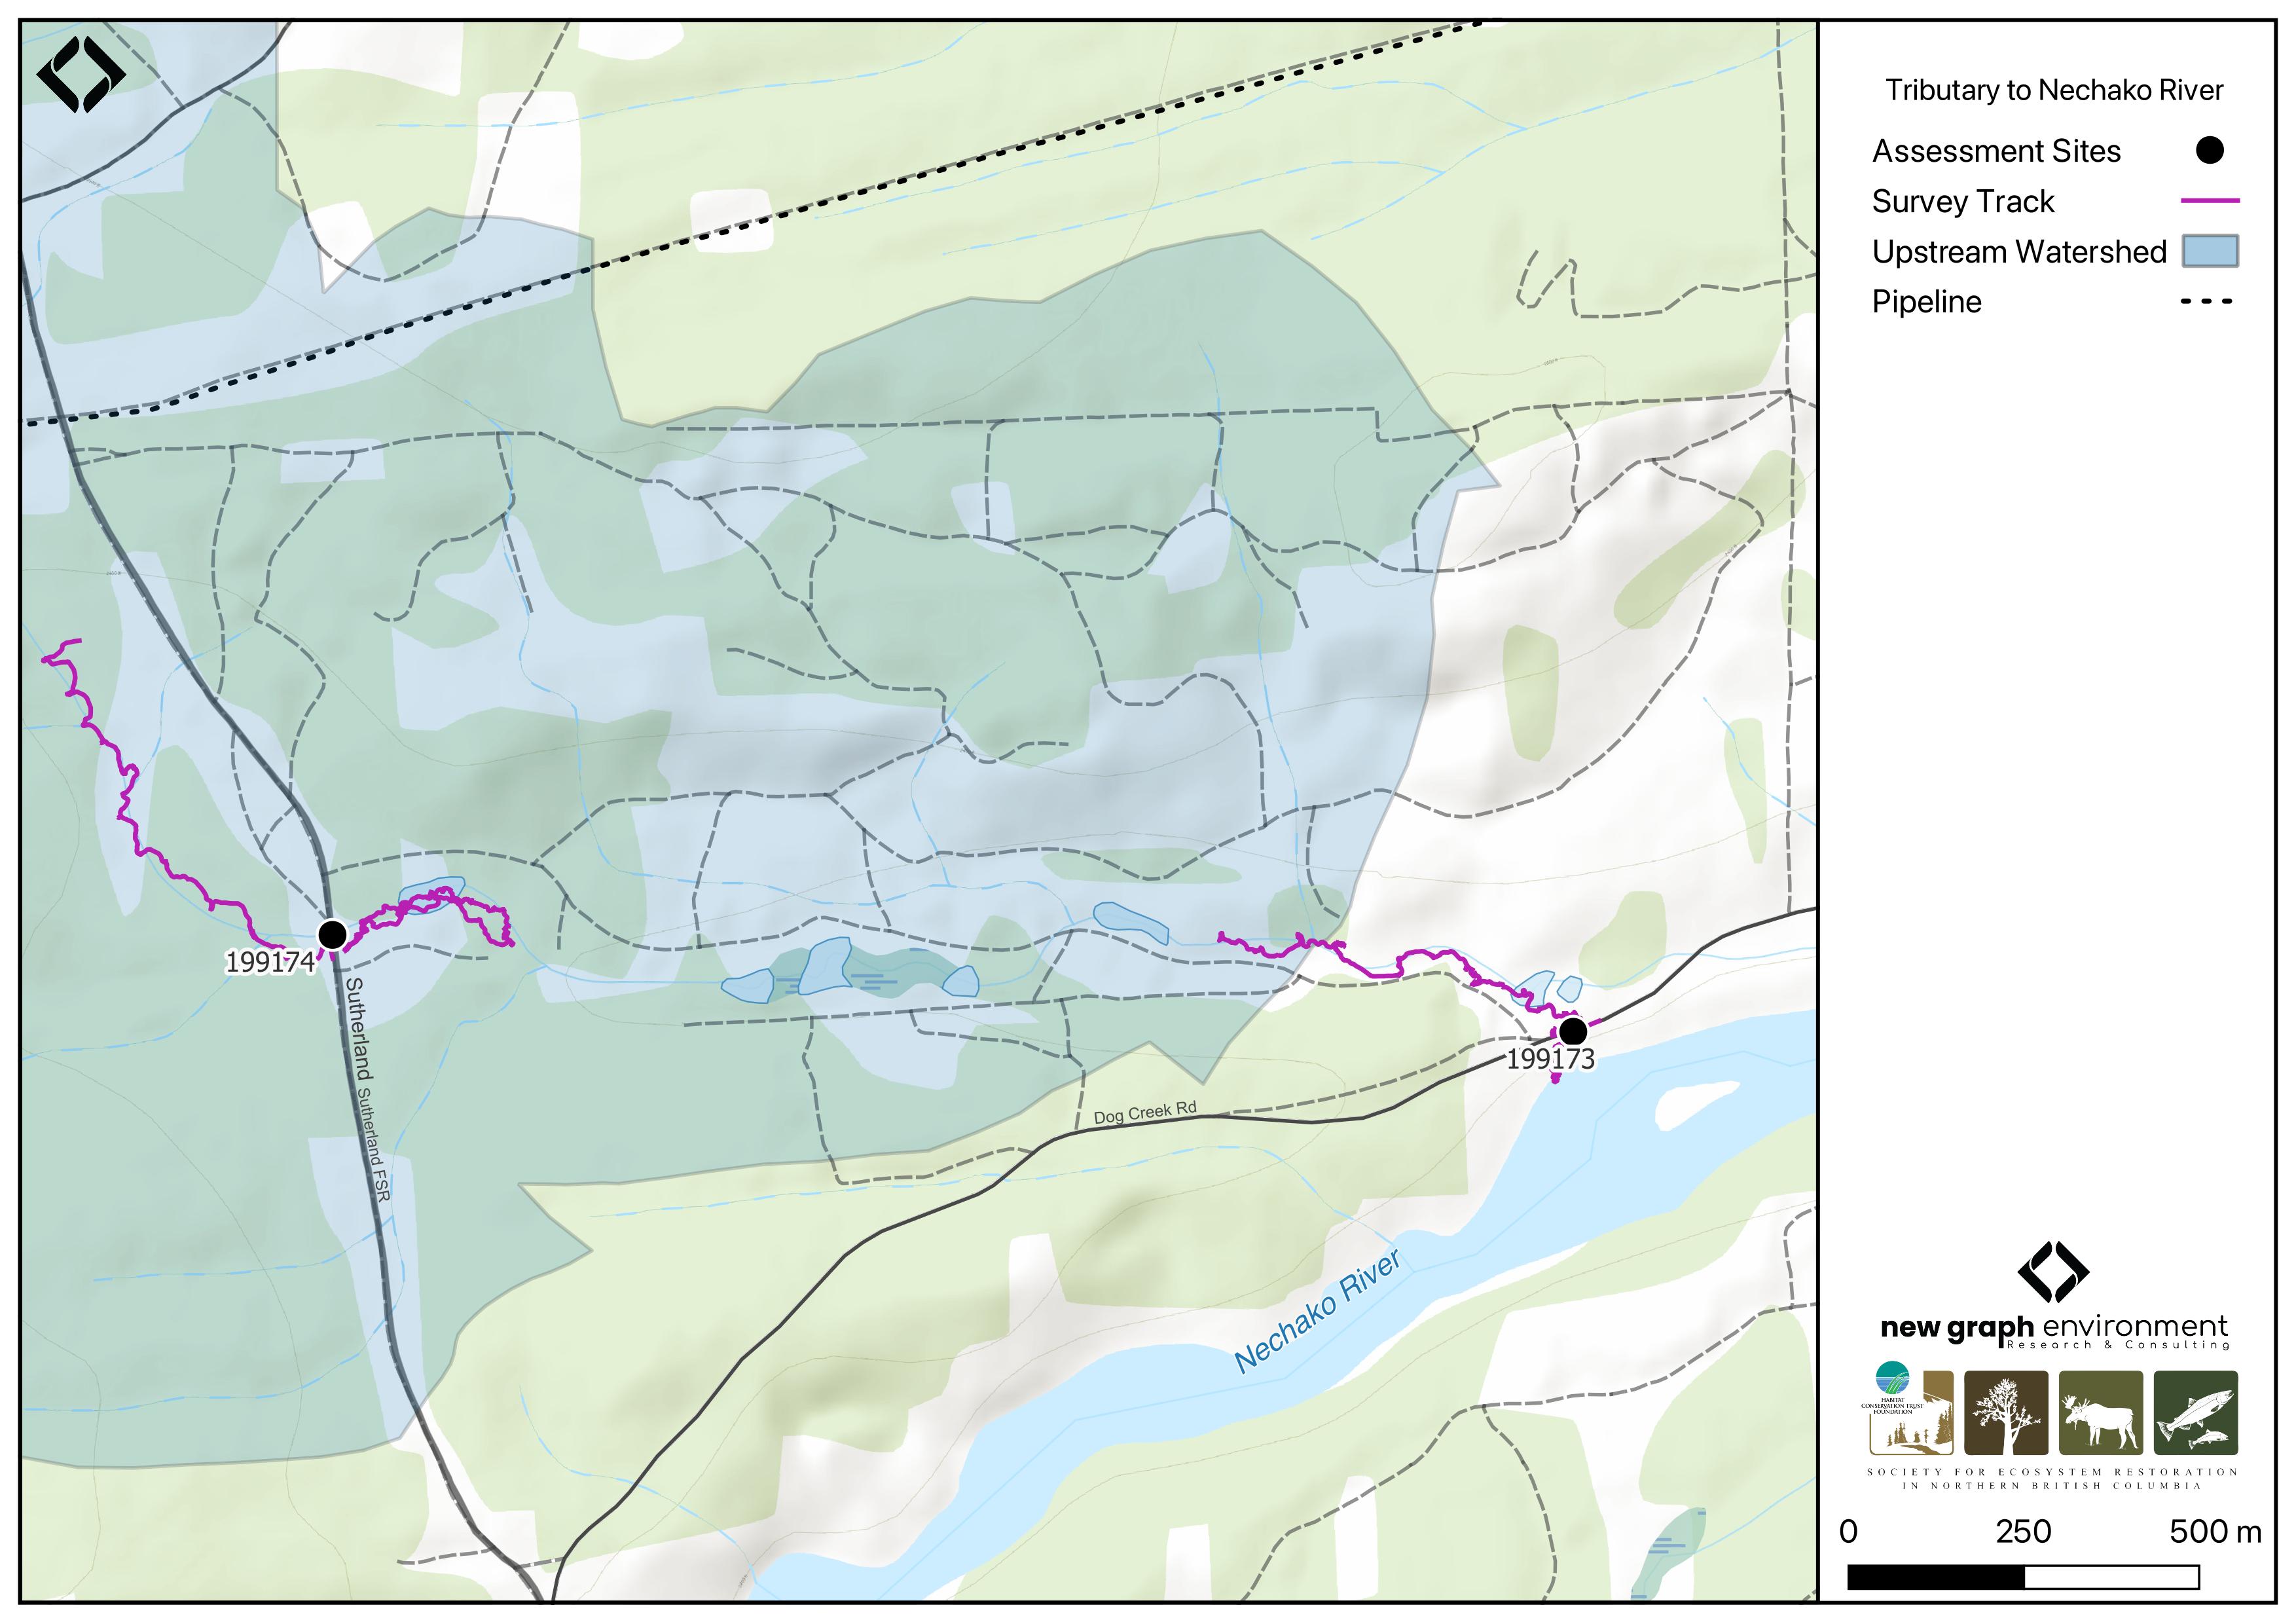 Tributary to Nechako River
Assessment Sites
Survey Track
Upstream Watershed
Pipeline
199174
Sutherland
Sutherland FSR
199173
Dog Creek Rd
Nechako River
new graph environment
Research & Consulting
HABITAT
CONSERVATION TRUST
FOUNDATION
SOCIETY FOR ECOSYSTEM RESTORATION
IN NORTHERN BRITISH COLUMBIA
0 250 500 m